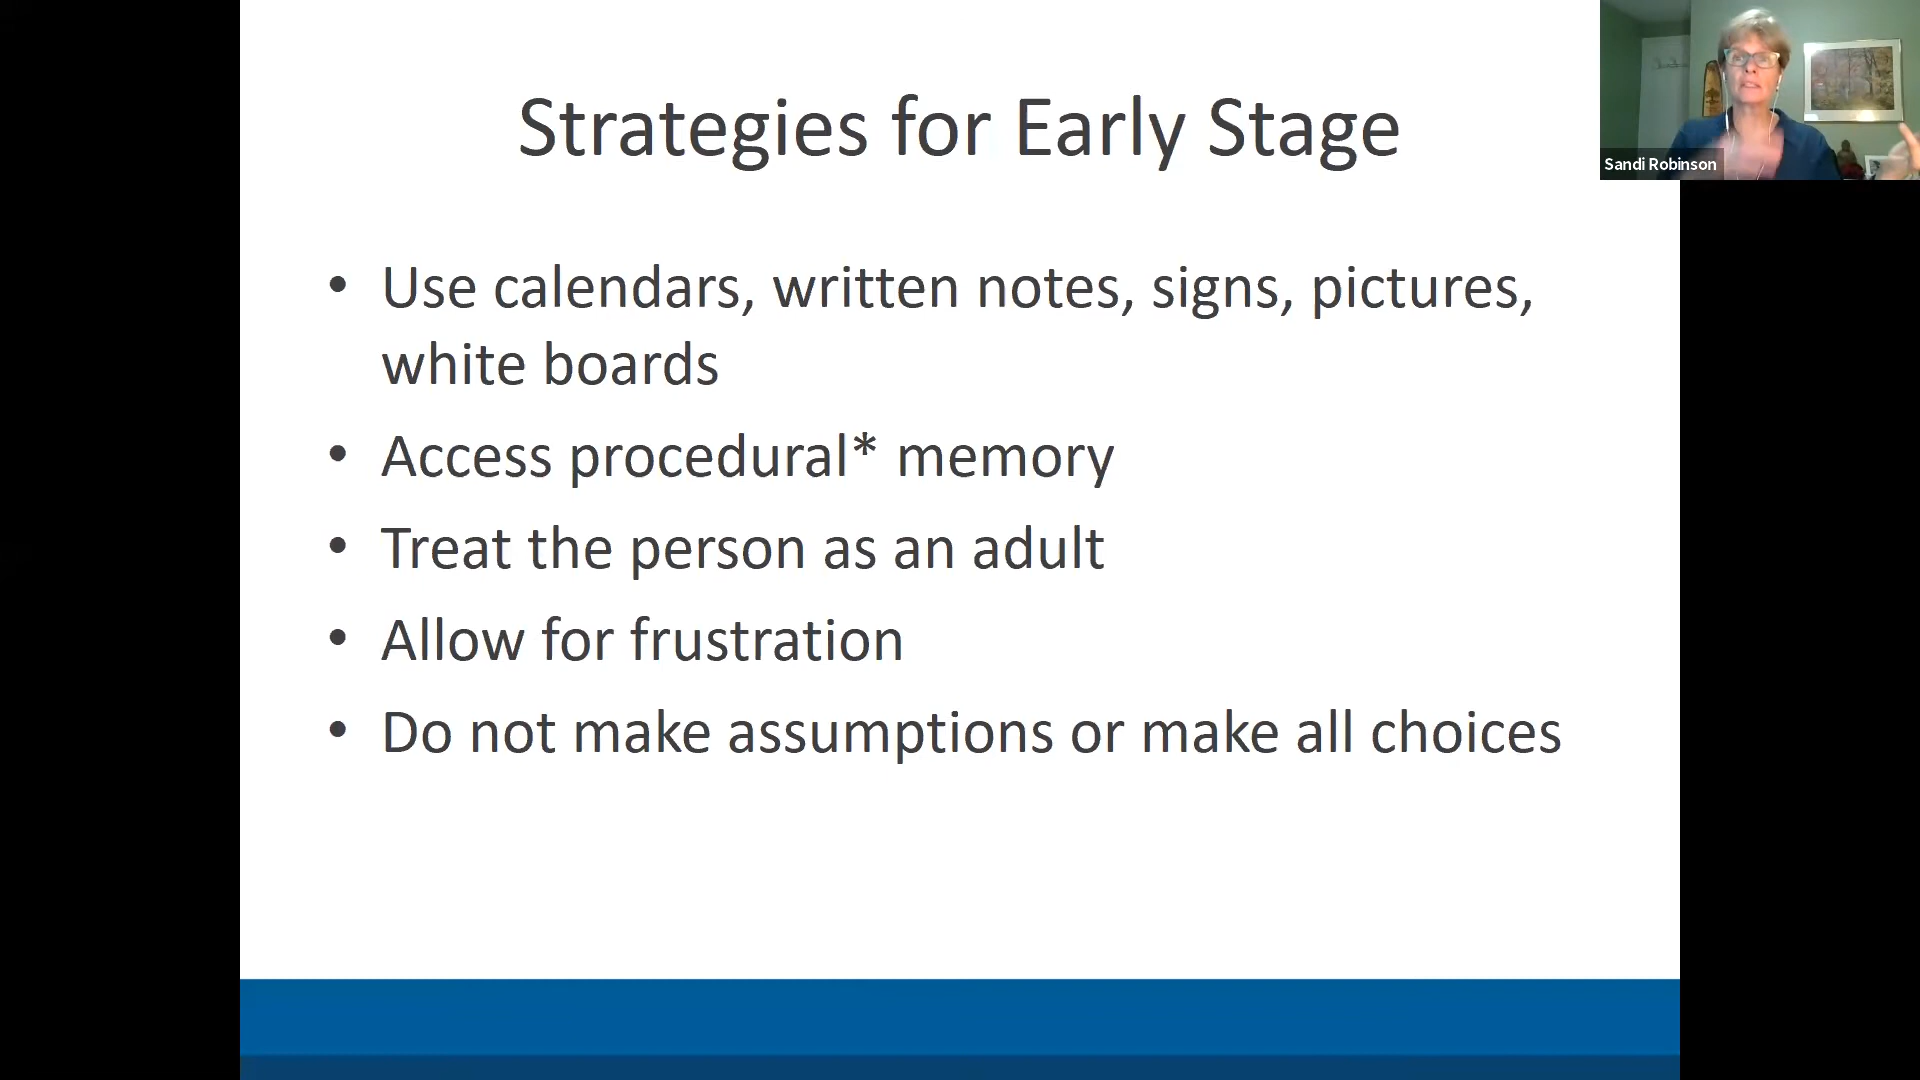 Strategies for Early Stage
• Use calendars, written notes, signs, pictures,
white boards
• Access procedural* memory
• Treat the person as an adult
• Allow for frustration
• Do not make assumptions or make all choices
Sandi Robinson